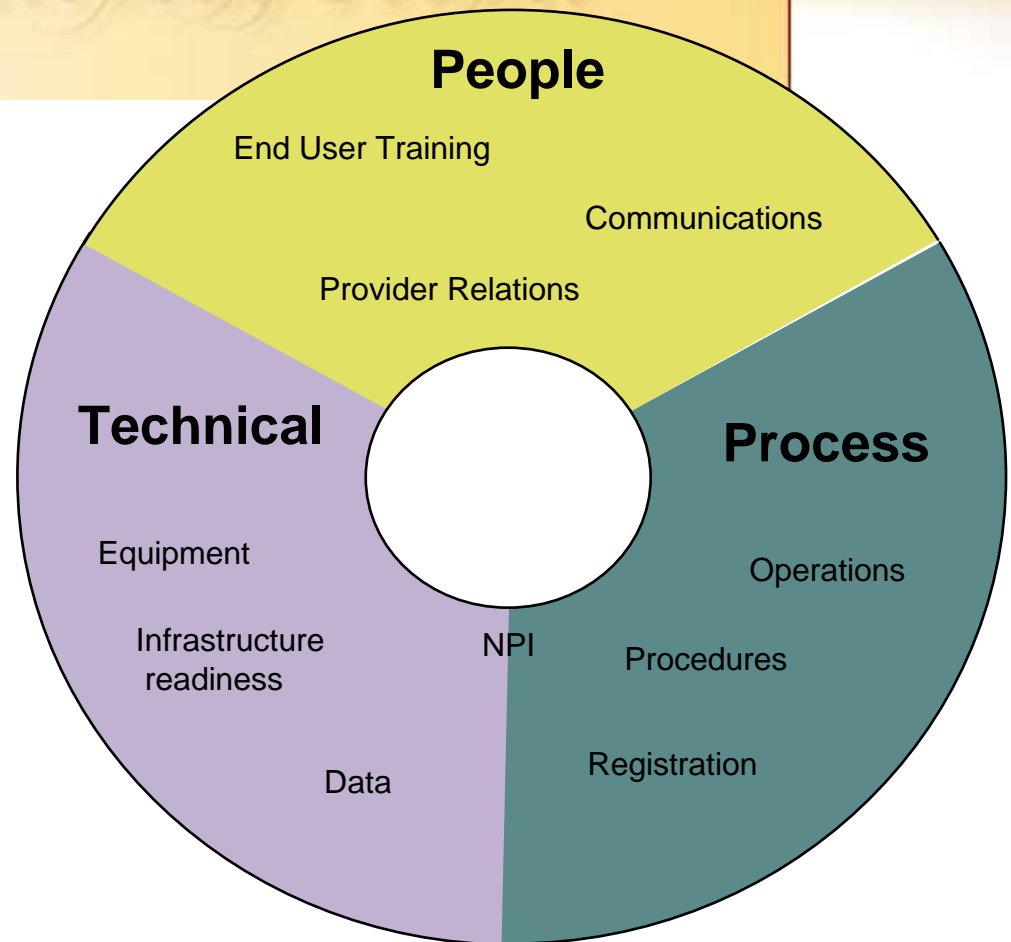 People
End User Training
Communications
Provider Relations
Technical
Process
Equipment
Operations
Infrastructure
readiness
NPI
Procedures
Registration
Data